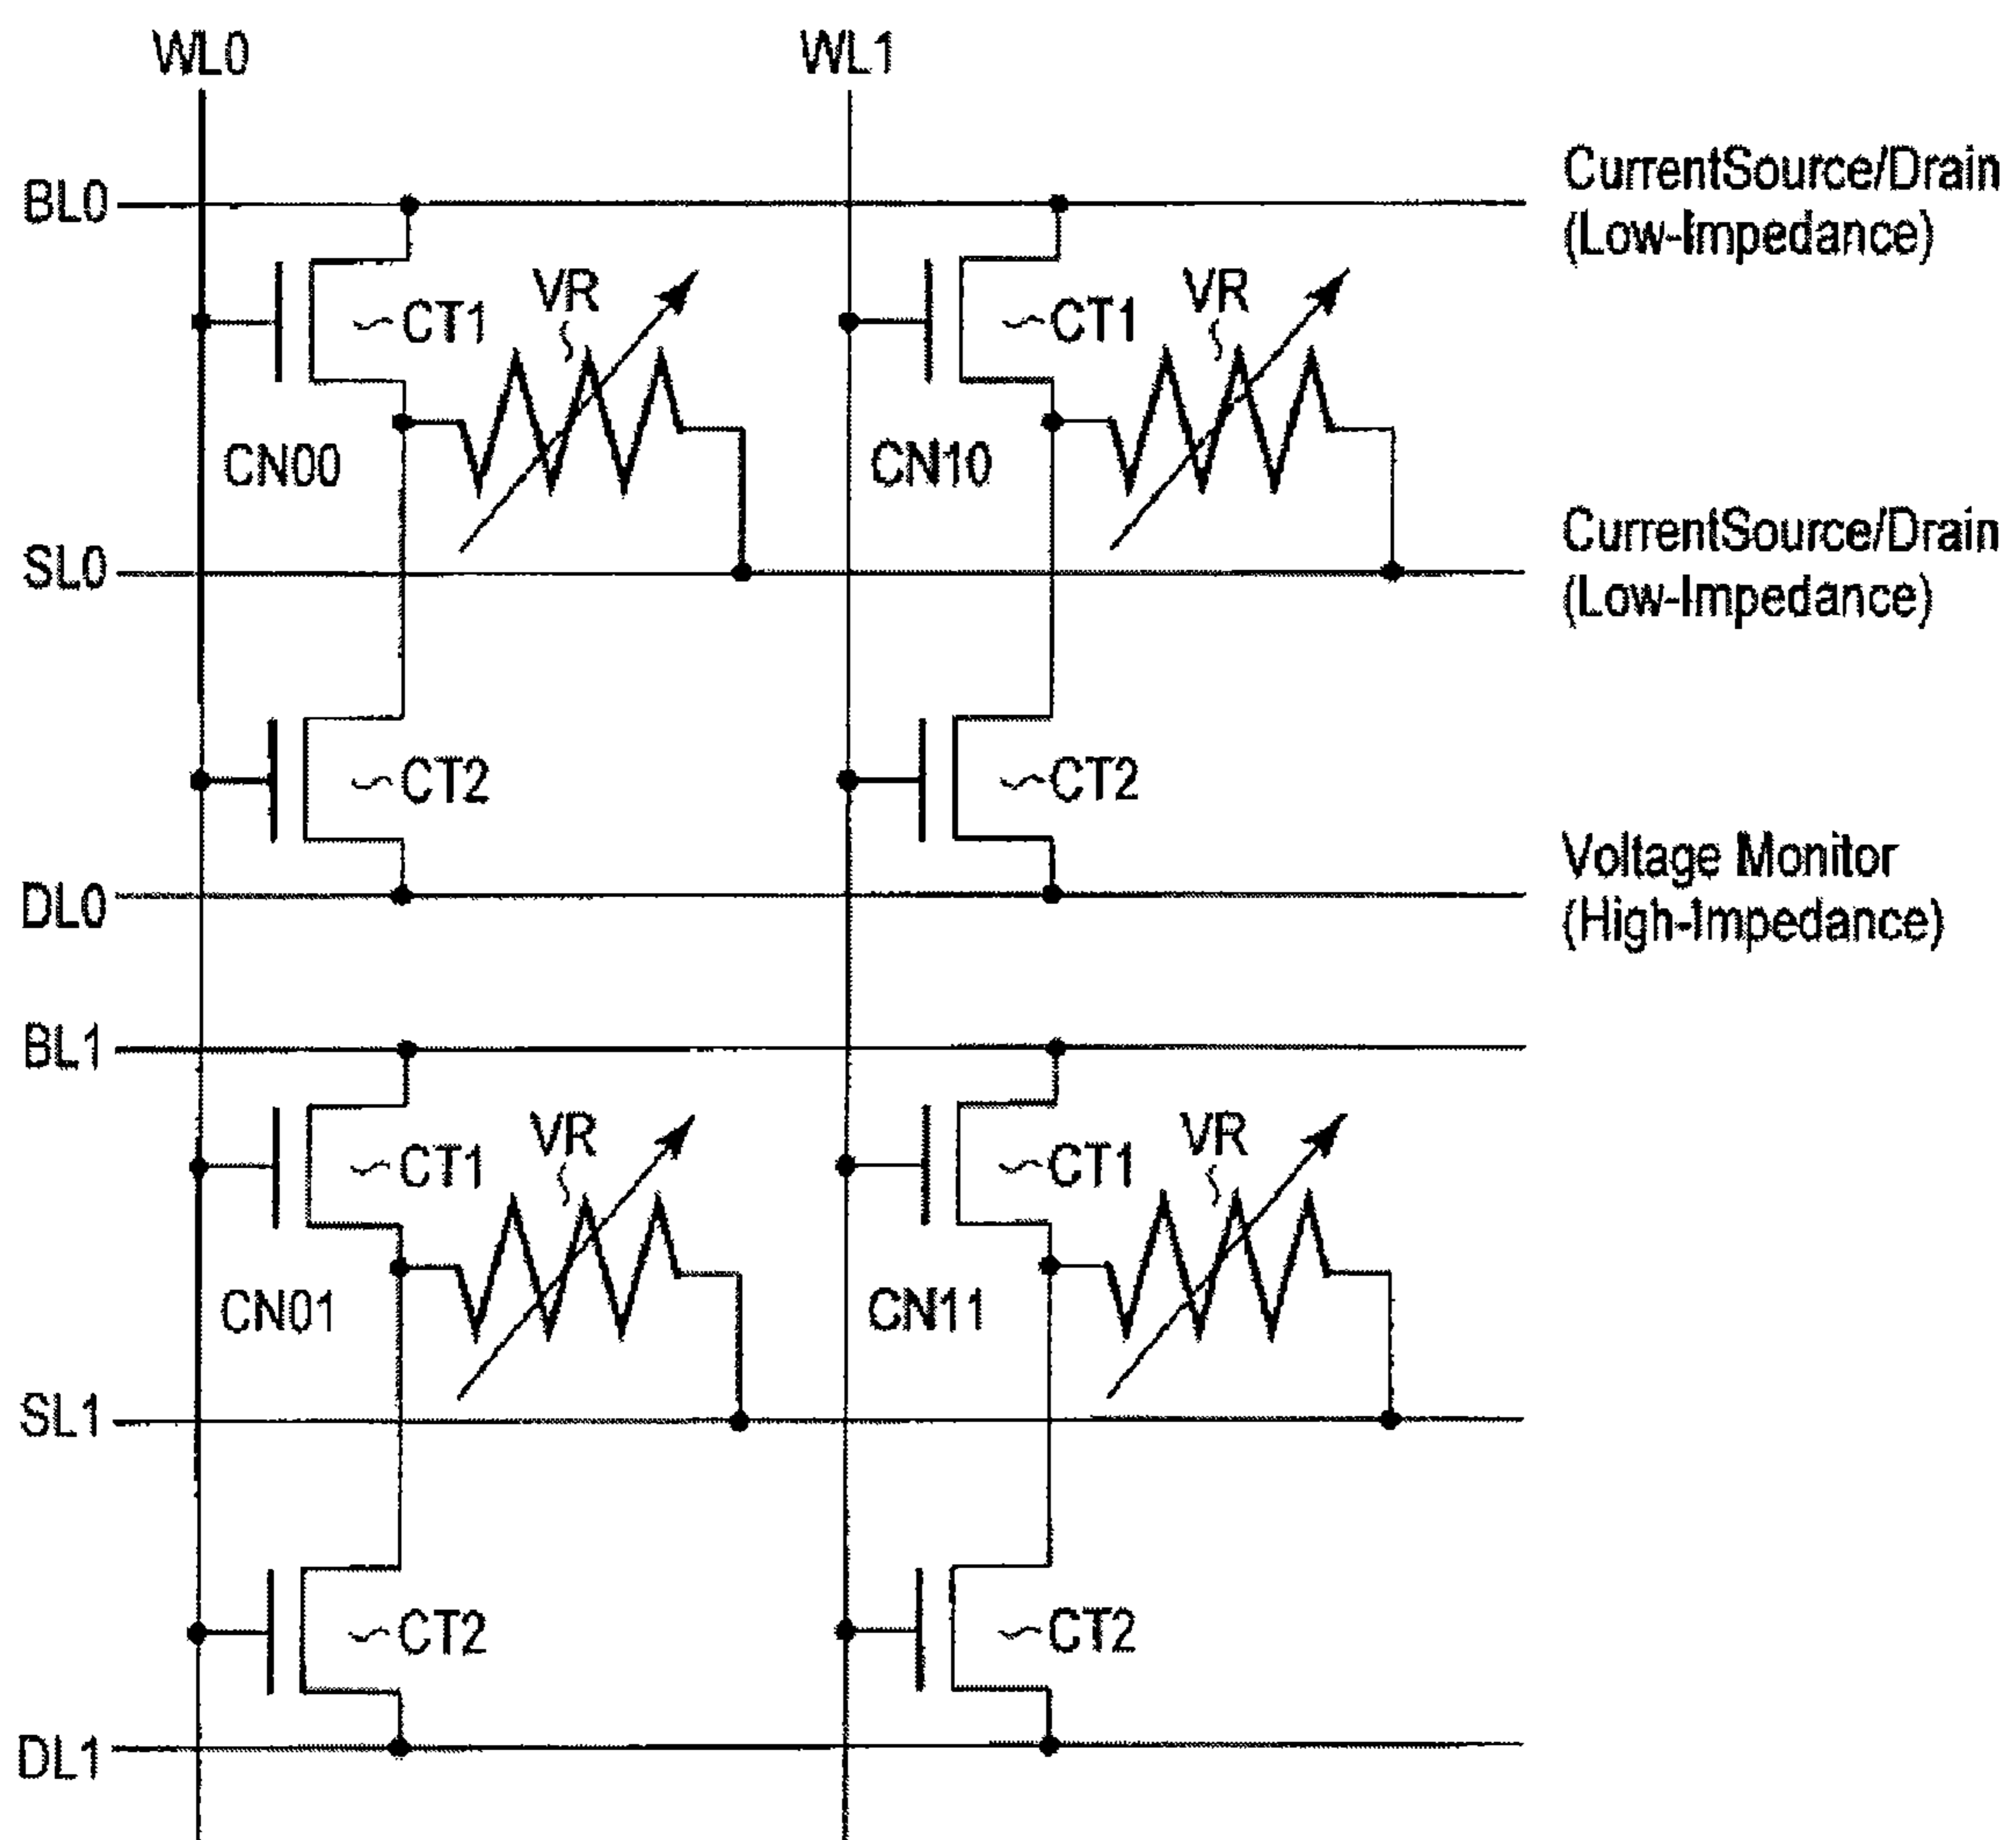 WL0 WL1
BL0
CurrentSource/Drain
(Low-Impedance)
VR VR
CT1 CT1
CN00 CN10
SL0
CurrentSource/Drain
(Low-Impedance)
CT2 CT2
DL0
Voltage Monitor
(High-Impedance)
BL1
VR VR
CT1 CT1
CN01 CN11
SL1
CT2 CT2
DL1